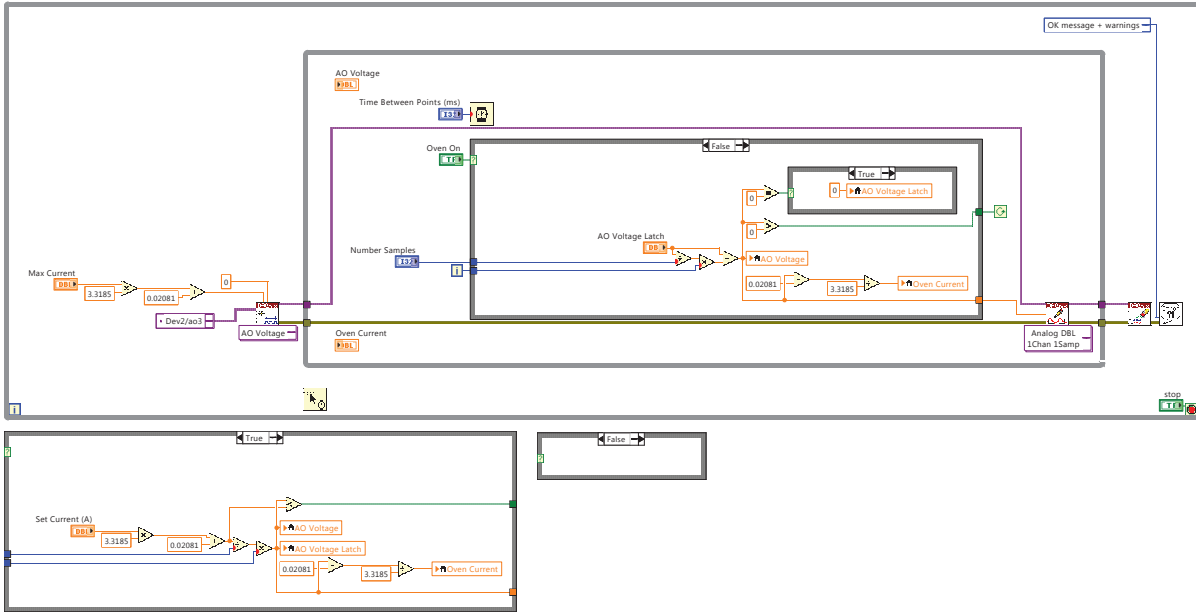 OK message + warnings
AO Voltage
DBL
Time Between Points (ms)
I32
Oven On
TF
?
False
True
?
0
AO Voltage Latch
0
0
AO Voltage Latch
DB
Number Samples
I32
i
AO Voltage
0.02081
3.3185
Oven Current
Max Current
DBL
3.3185
0.02081
0
Dev2/ao3
AO Voltage
Oven Current
DBL
Analog DBL
1Chan 1Samp
i
stop
TF
True
?
Set Current (A)
DBL
3.3185
0.02081
AO Voltage
AO Voltage Latch
0.02081
3.3185
Oven Current
False
?